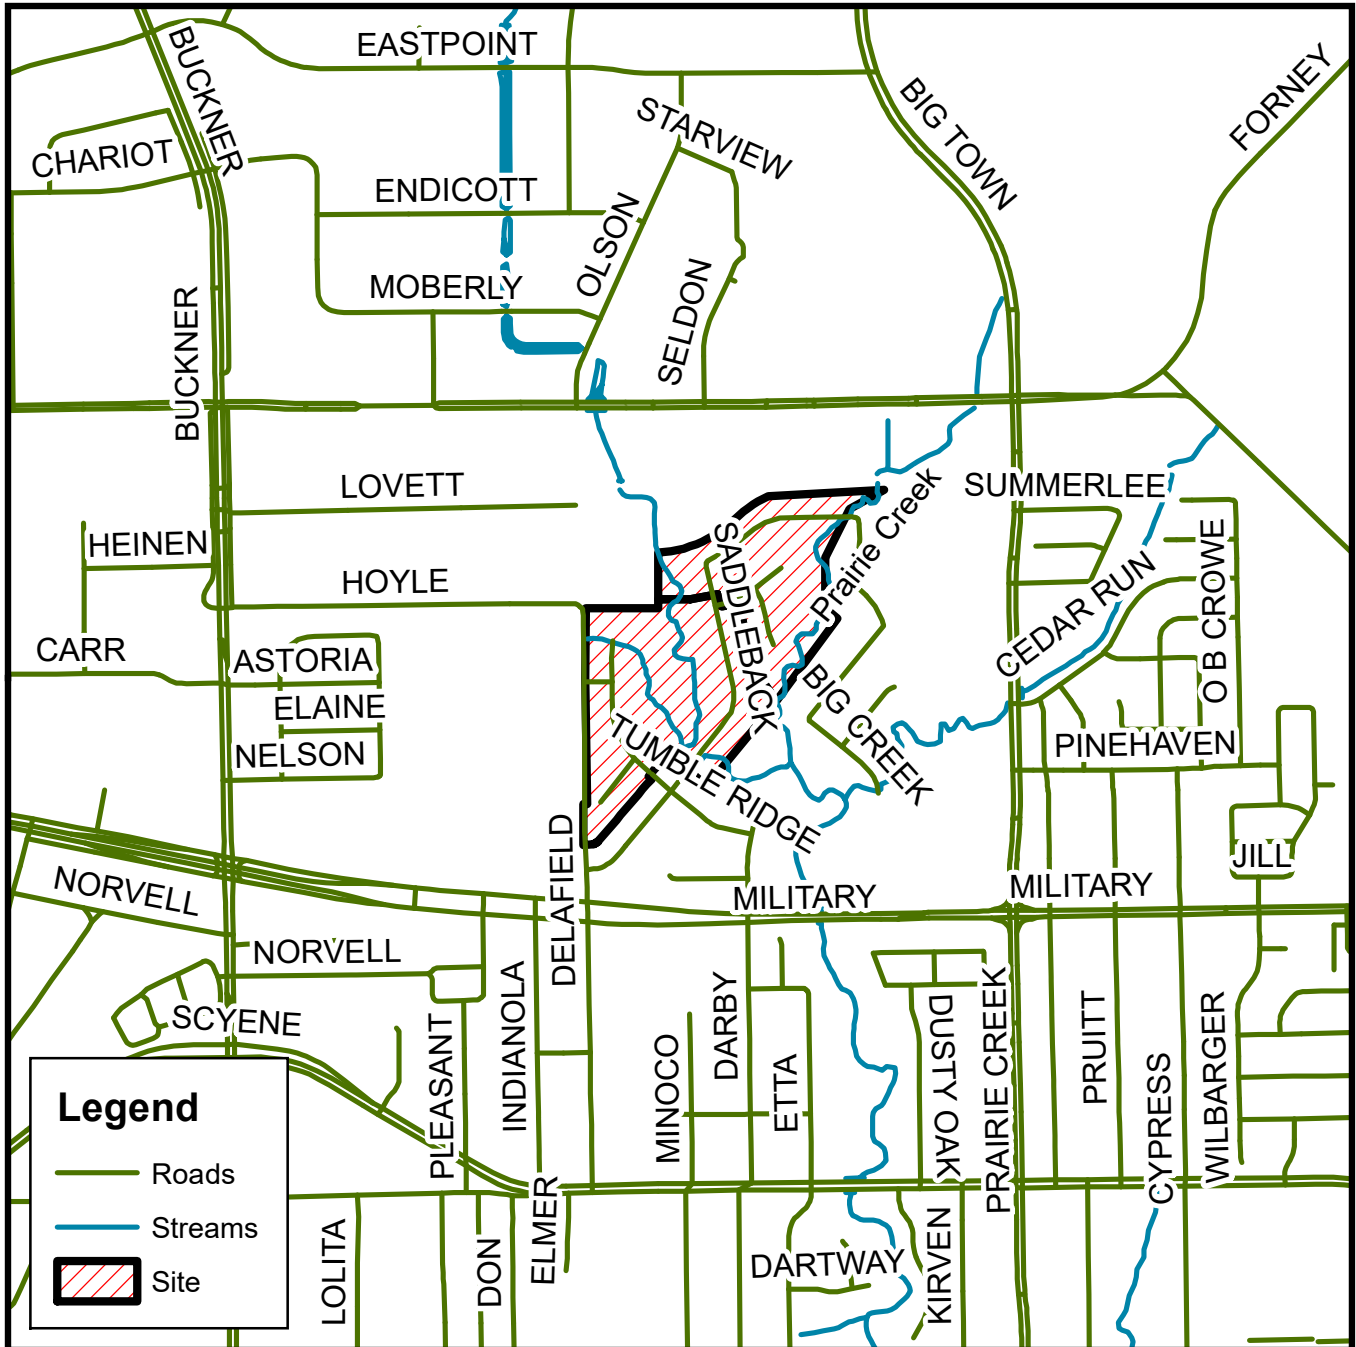 EASTPOINT
BUCKNER
BIG TOWN
FORNEY
STARVIEW
CHARIOT
ENDICOTT
OLSON
MOBERLY
SELDON
BUCKNER
LOVETT
Prairie Creek
SUMMERLEE
HEINEN
HOYLE
SADDLEBACK
O B CROWE
CEDAR RUN
CARR
ASTORIA
ELAINE
BIG CREEK
NELSON
TUMBLE RIDGE
PINEHAVEN
JILL
NORVELL
DELAFIELD
MILITARY
MILITARY
NORVELL
SCYENE
PLEASANT
INDIANOLA
MINOCO
DARBY
ETTA
DUSTY OAK
PRAIRIE CREEK
PRUITT
CYPRESS
WILBARGER
Legend
Roads
Streams
Site
LOLITA
DON
ELMER
DARTWAY
NEVKIRK